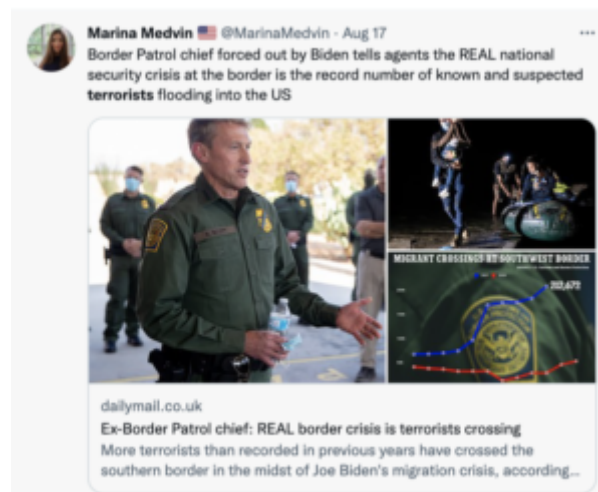 Marina Medvin 🇺🇸 @MarinaMedvin · Aug 17
Border Patrol chief forced out by Biden tells agents the REAL national
security crisis at the border is the record number of known and suspected
terrorists flooding into the US
MIGRANT CROSSINGS AT SOUTHWEST BORDER
212,672
dailymail.co.uk
Ex-Border Patrol chief: REAL border crisis is terrorists crossing
More terrorists than recorded in previous years have crossed the
southern border in the midst of Joe Biden's migration crisis, according...